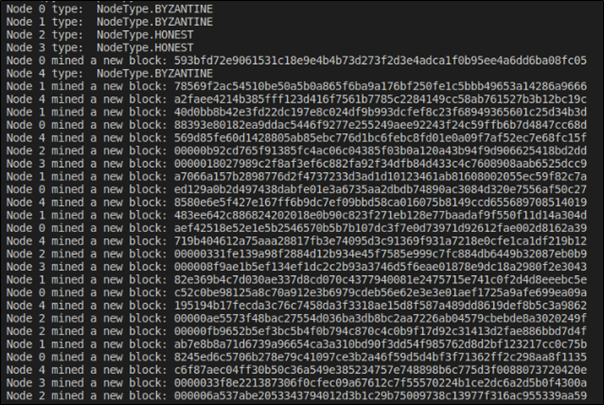 Node 0 type:  NodeType.BYZANTINE
Node 1 type:  NodeType.BYZANTINE
Node 2 type:  NodeType.HONEST
Node 3 type:  NodeType.HONEST
Node 0 mined a new block: 593bfd72e9061531c18e9e4b4b73d273f2d3e4adca1f0b95ee4a6dd6ba08fc05
Node 4 type:  NodeType.BYZANTINE
Node 1 mined a new block: 78569f2ac54510be50a5b0a865f6ba9a176bf250fe1c5bbb49653a14286a9666
Node 4 mined a new block: a2faee4214b385fff123d416f7561b7785c2284149cc58ab761527b3b12bc19c
Node 1 mined a new block: 40d0bb8b42e3fd22dc197e8c024df9b993dcfef8c23f68949365601c25d34b3d
Node 0 mined a new block: 88393e80182ea9ddac5446f9277e255249aee92243f24c59ffb6b7d4847cc68d
Node 4 mined a new block: 569d85fe60d1428805ab85ebc776d1bc6febc8fd01e0a09f7af52ec7e68fc15f
Node 2 mined a new block: 00000b92cd765f91385fc4ac06c04385f03b0a120a43b94f9d906625418bd2dd
Node 3 mined a new block: 0000018027989c2f8af3ef6c882fa92f34dfb84d433c4c7608908aab6525dcc9
Node 1 mined a new block: a7066a157b2898776d2f4737233d3ad1d10123461ab81608002055ec59f82c7a
Node 0 mined a new block: ed129a0b2d497438dabfe01e3a6735aa2dbdb74890ac3084d320e7556af50c27
Node 4 mined a new block: 8580e6e5f427e167ff6b9dc7ef09bbd58ca016075b8149ccd655689708514019
Node 1 mined a new block: 483ee642c886824202018e0b90c823f271eb128e77baadaf9f550f11d14a304d
Node 0 mined a new block: aef42518e52e1e5b2546570b5b7b107dc3f7e0d73971d92612fae002d8162a39
Node 4 mined a new block: 719b404612a75aaa28817fb3e74095d3c91369f931a7218e0cfe1ca1df219b12
Node 2 mined a new block: 00000331fe139a98f2884d12b934e45f7585e999c7fc884db6449b32087eb0b9
Node 3 mined a new block: 000008f9ae1b5ef134ef1dc2c2b93a3746d5f6eae01878e9dc18a2980f2e3043
Node 1 mined a new block: 82e369b4c7d030ae337d8cd070c4377940081e2475715e741c0f2d4d8eeebc5e
Node 0 mined a new block: c52c0be98125a8c70a912e3b6979cdeb56e62e3e3e01aef1725a9afe699ea09a
Node 4 mined a new block: 195194b17fecda3c76c7458da3f3318ae15d8f587a489dd8619def8b5c3a9862
Node 2 mined a new block: 00000ae5573f48bac27554d036ba3db8bc2aa7226ab04579cbebde8a3020249f
Node 2 mined a new block: 00000fb9652b5ef3bc5b4f0b794c870c4c0b9f17d92c31413d2fae886bbd7d4f
Node 1 mined a new block: ab7e8b8a71d6739a96654ca3a310bd90f3dd54f985762d8d2bf123217cc0c75b
Node 0 mined a new block: 8245ed6c5706b278e79c41097ce3b2a46f59d5d4bf3f71362ff2c298aa8f1135
Node 4 mined a new block: c6f87aec04ff30b50c36a549e385234757e748898b6c775d3f0088073720420e
Node 3 mined a new block: 0000033f8e221387306f0cfec09a67612c7f55570224b1ce2dc6a2d5b0f4300a
Node 2 mined a new block: 000006a537abe2053343794012d3b1c29b75009738c13977f316ac955339aa59